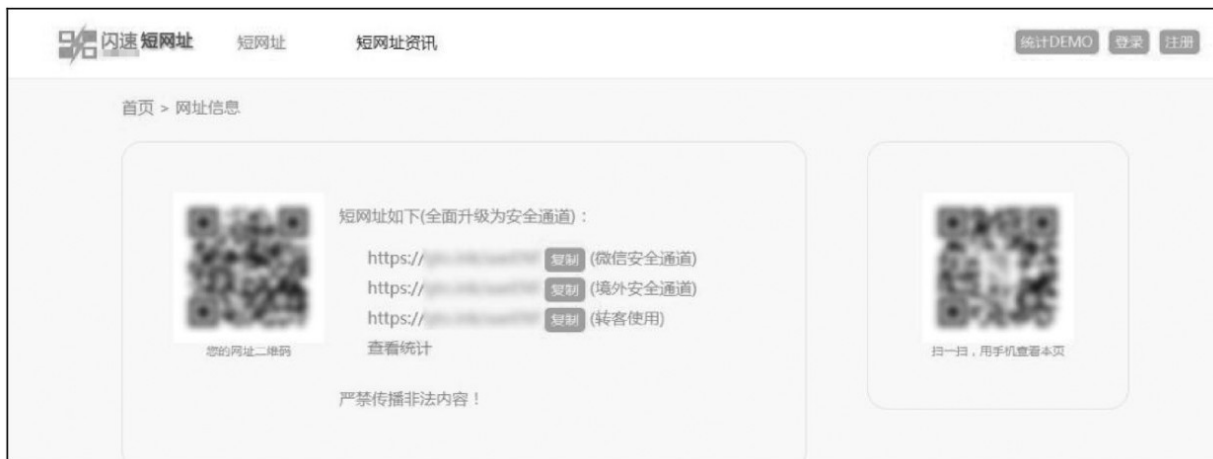 闪速短网址 短网址 短网址资讯 统计DEMO 登录 注册
首页 > 网址信息
短网址如下(全面升级为安全通道)：
https:// 复制 (微信安全通道)
https:// 复制 (境外安全通道)
https:// 复制 (转客使用)
查看统计
严禁传播非法内容！
您的网址二维码
扫一扫，用手机查看本页